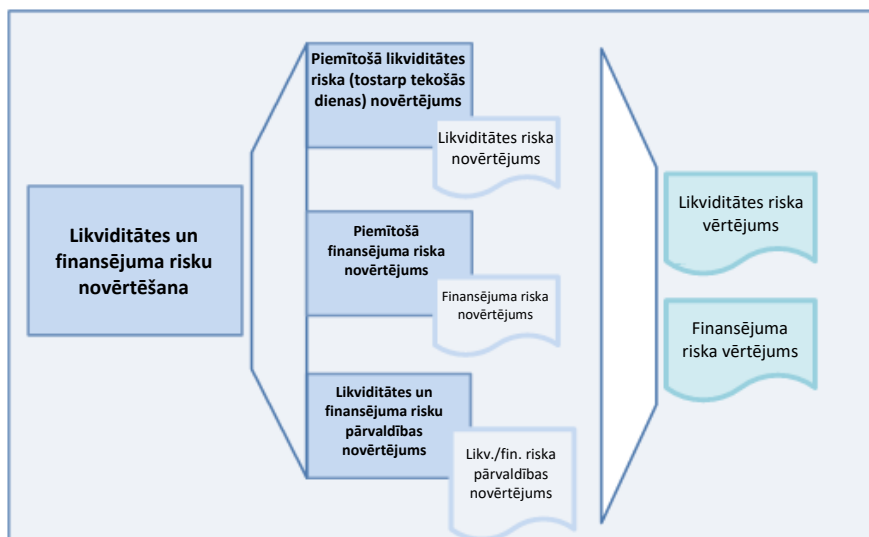 Likviditātes un
finansējuma risku
novērtēšana
Piemītošā likviditātes
riska (tostarp tekošās
dienas) novērtējums
Likviditātes riska
novērtējums
Piemītošā
finansējuma riska
novērtējums
Finansējuma riska
novērtējums
Likviditātes un
finansējuma risku
pārvaldības
novērtējums
Likv./fin. riska
pārvaldības
novērtējums
Likviditātes riska
vērtējums
Finansējuma
riska vērtējums